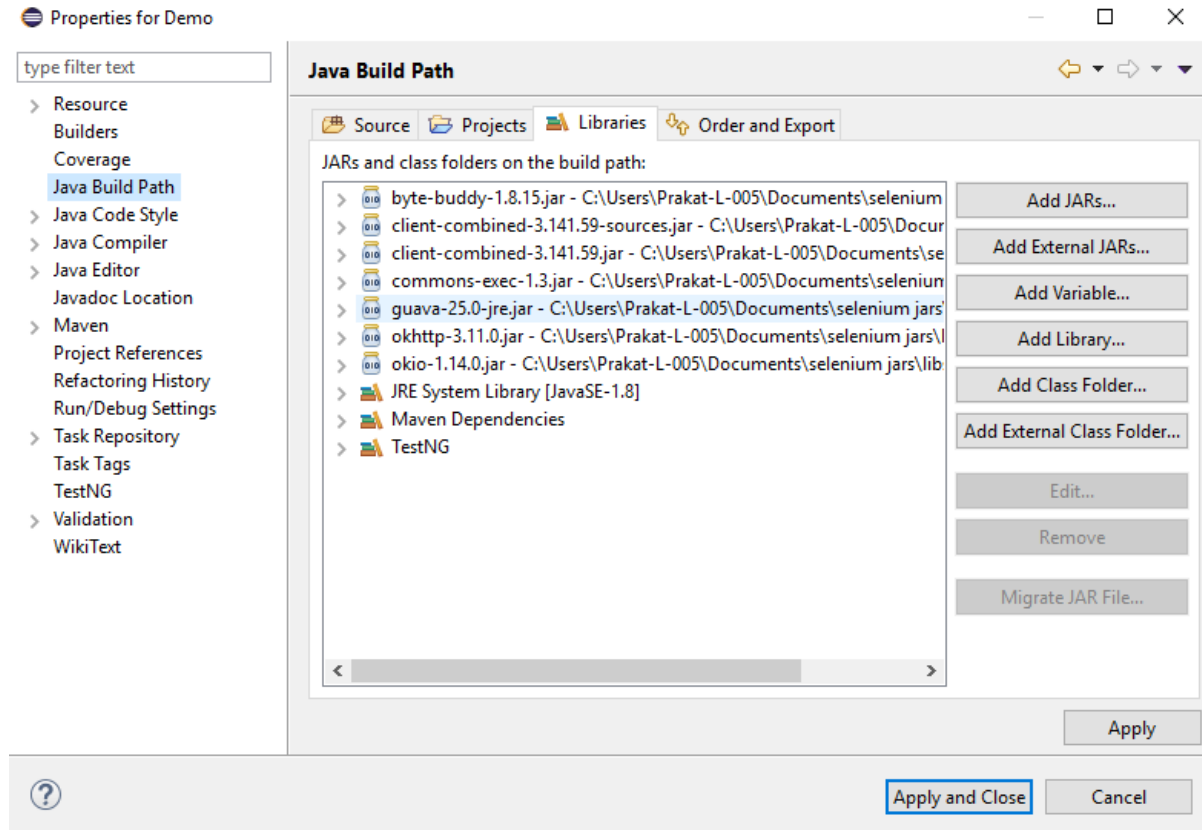 Properties for Demo
type filter text
Resource
Builders
Coverage
Java Build Path
Java Code Style
Java Compiler
Java Editor
Javadoc Location
Maven
Project References
Refactoring History
Run/Debug Settings
Task Repository
Task Tags
TestNG
Validation
WikiText
Java Build Path
Source Projects Libraries Order and Export
JARs and class folders on the build path:
byte-buddy-1.8.15.jar - C:\Users\Prakat-L-005\Documents\selenium
client-combined-3.141.59-sources.jar - C:\Users\Prakat-L-005\Docur
client-combined-3.141.59.jar - C:\Users\Prakat-L-005\Documents\se
commons-exec-1.3.jar - C:\Users\Prakat-L-005\Documents\selenium
guava-25.0-jre.jar - C:\Users\Prakat-L-005\Documents\selenium jars\
okhttp-3.11.0.jar - C:\Users\Prakat-L-005\Documents\selenium jars\l
okio-1.14.0.jar - C:\Users\Prakat-L-005\Documents\selenium jars\lib
JRE System Library [JavaSE-1.8]
Maven Dependencies
TestNG
Add JARs...
Add External JARs...
Add Variable...
Add Library...
Add Class Folder...
Add External Class Folder...
Edit...
Remove
Migrate JAR File...
Apply
Apply and Close
Cancel